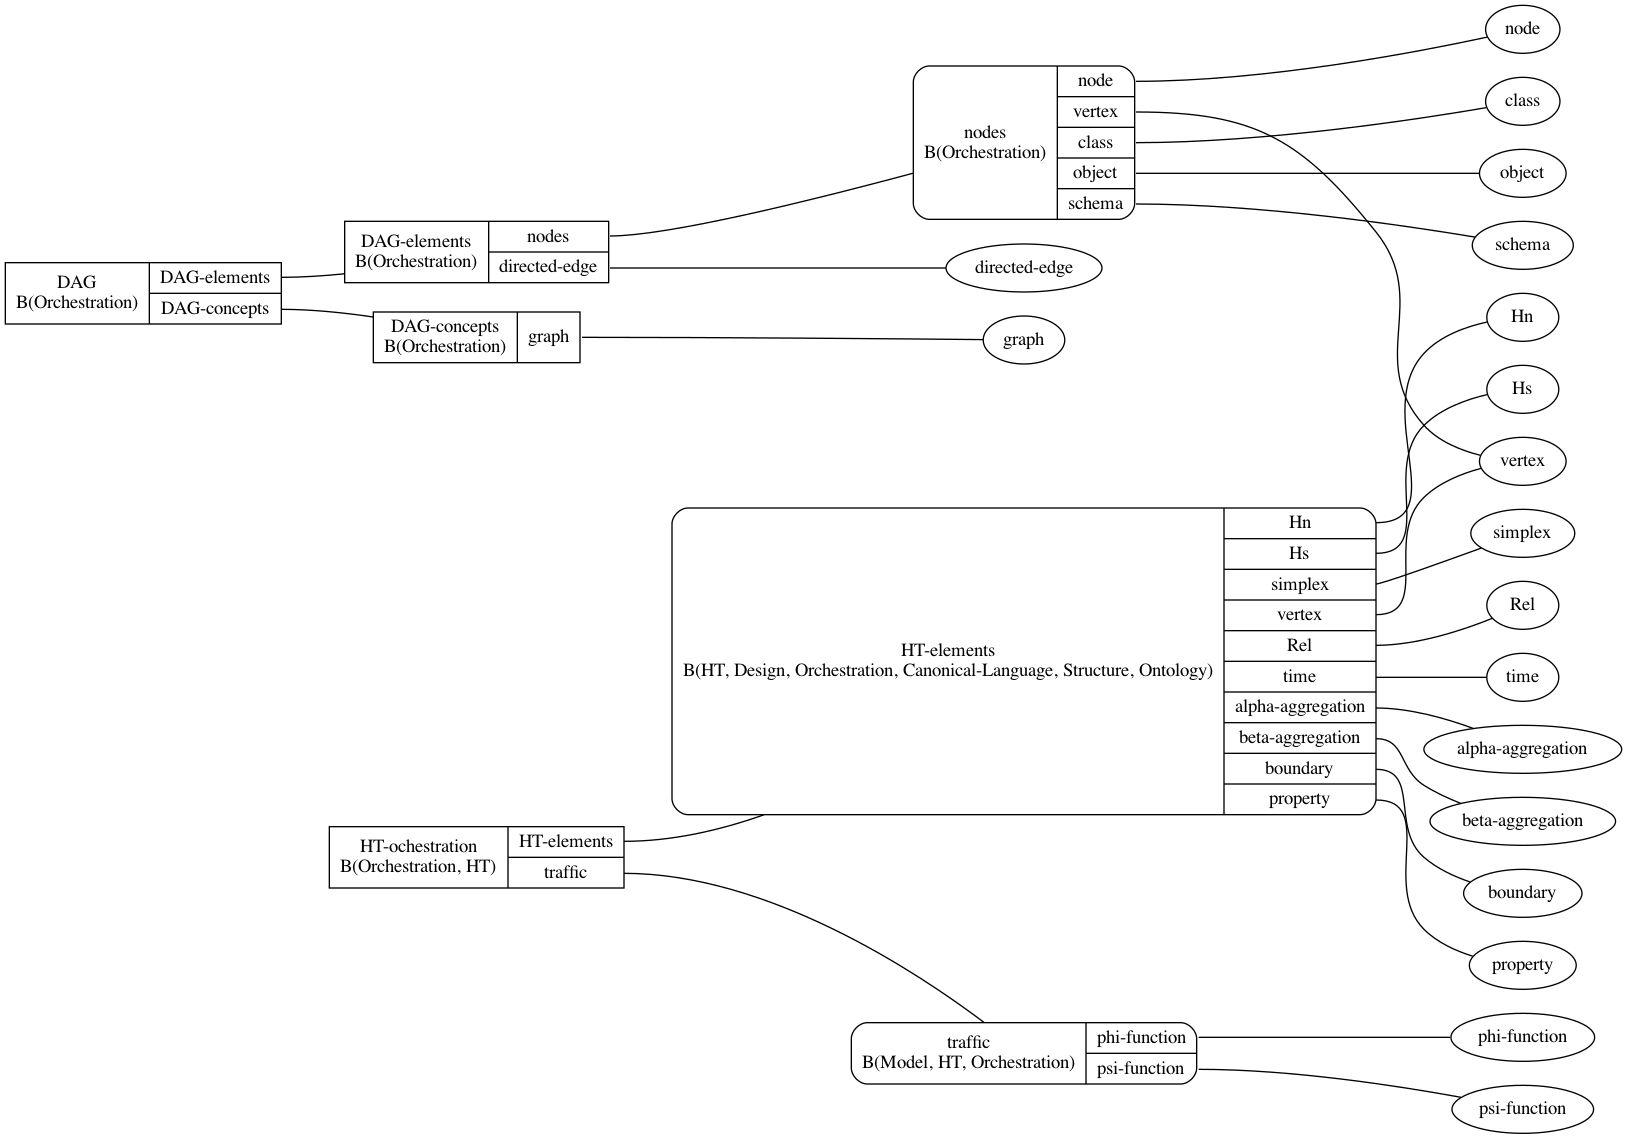 DAG
B(Orchestration)
DAG-elements
DAG-concepts
DAG-elements
B(Orchestration)
nodes
directed-edge
DAG-concepts
B(Orchestration)
graph
nodes
B(Orchestration)
node
vertex
class
object
schema
directed-edge
graph
HT-ochestration
B(Orchestration, HT)
HT-elements
traffic
HT-elements
B(HT, Design, Orchestration, Canonical-Language, Structure, Ontology)
Hn
Hs
simplex
vertex
Rel
time
alpha-aggregation
beta-aggregation
boundary
property
traffic
B(Model, HT, Orchestration)
phi-function
psi-function
node
class
object
schema
Hn
Hs
vertex
simplex
Rel
time
alpha-aggregation
beta-aggregation
boundary
property
phi-function
psi-function